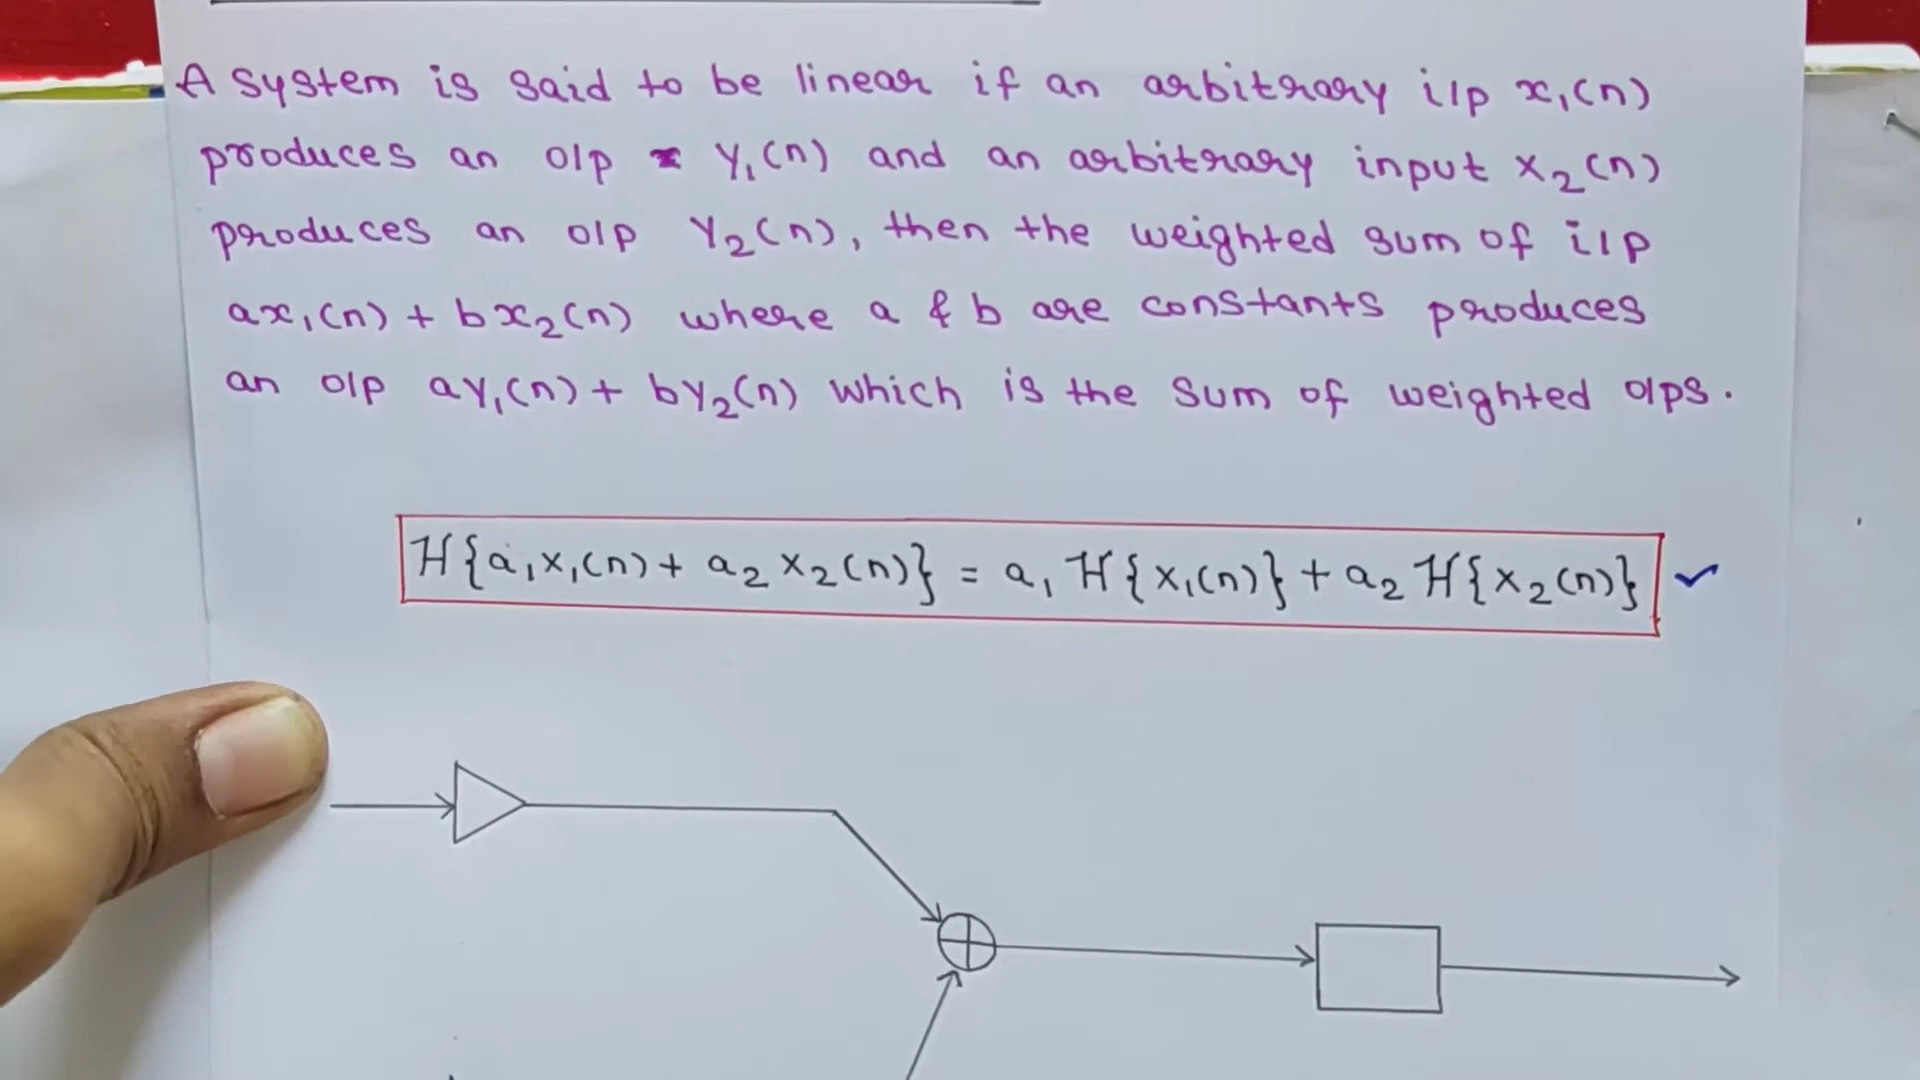 A system is said to be linear if an arbitrary i/p x₁(n)
produces an o/p y₁(n) and an arbitrary input x₂(n)
produces an o/p y₂(n), then the weighted sum of i/p
ax₁(n) + bx₂(n) where a & b are constants produces
an o/p ay₁(n) + by₂(n) which is the sum of weighted o/ps.
H{a₁x₁(n) + a₂x₂(n)} = a₁ H{x₁(n)} + a₂ H{x₂(n)}